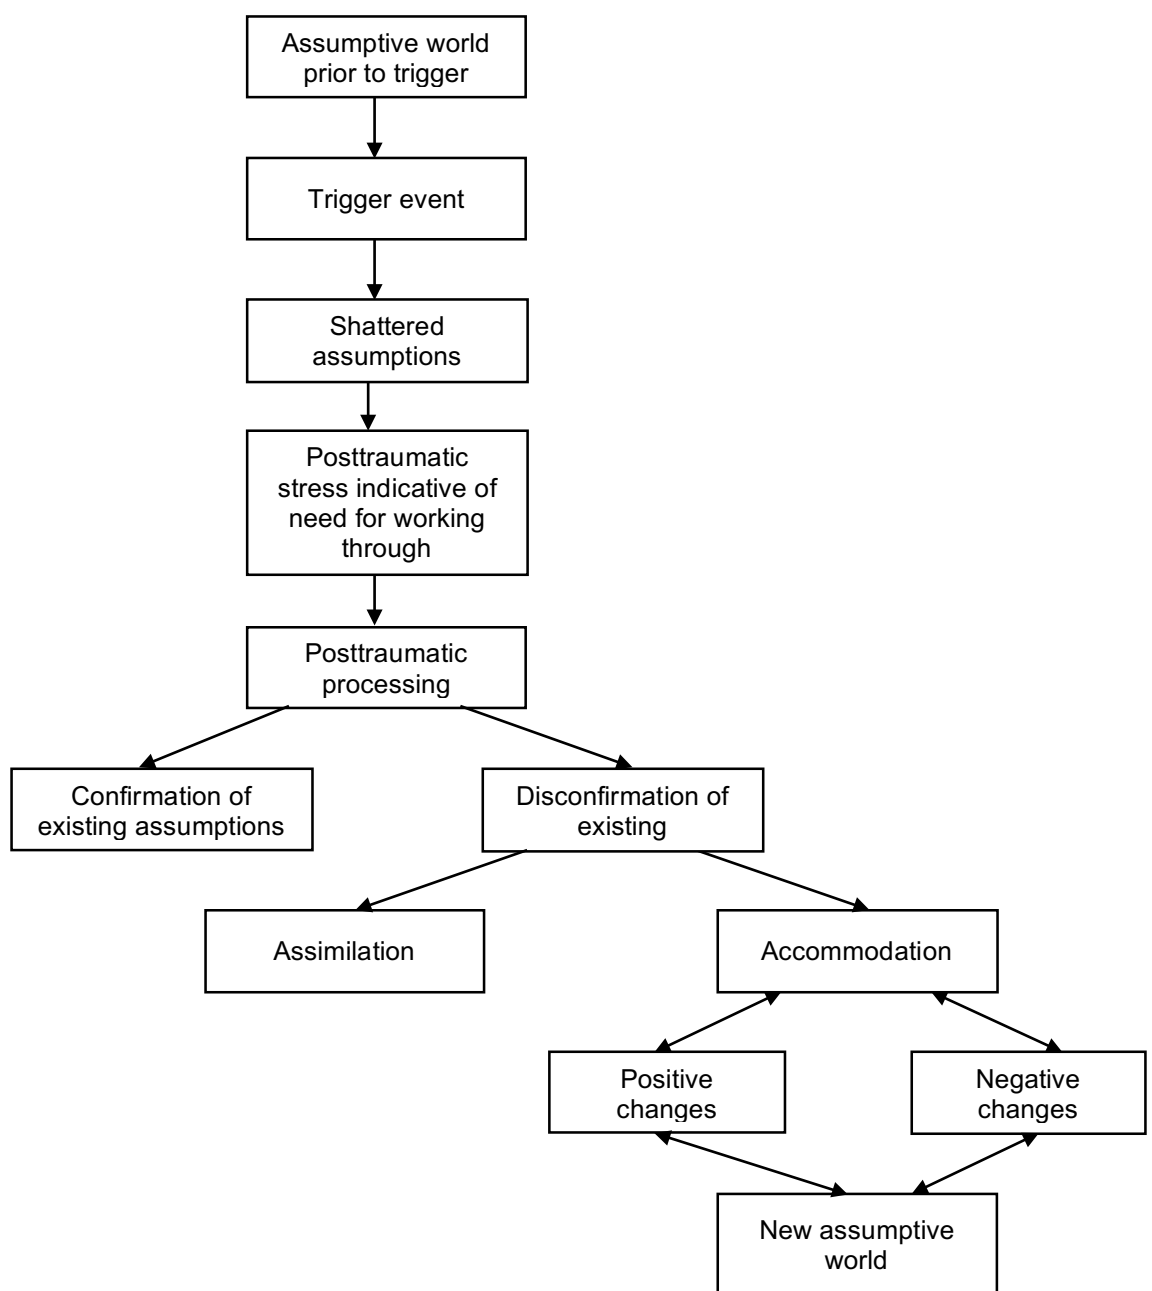 Assumptive world
prior to trigger
Trigger event
Shattered
assumptions
Posttraumatic
stress indicative of
need for working
through
Posttraumatic
processing
Confirmation of
existing assumptions
Disconfirmation of
existing
Assimilation
Accommodation
Positive
changes
Negative
changes
New assumptive
world